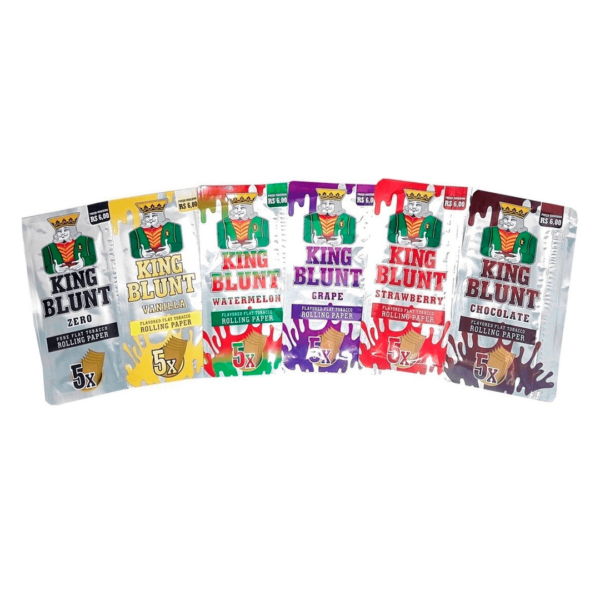 R$ 6,00
KING
BLUNT
ZERO
PURE FLAT TOBACCO
ROLLING PAPER
5X
R$ 6,00
KING
BLUNT
VANILLA
FLAVORED FLAT TOBACCO
ROLLING PAPER
5X
R$ 6,00
KING
BLUNT
WATERMELON
FLAVORED FLAT TOBACCO
ROLLING PAPER
5X
R$ 6,00
KING
BLUNT
GRAPE
FLAVORED FLAT TOBACCO
ROLLING PAPER
5X
R$ 6,00
KING
BLUNT
STRAWBERRY
FLAVORED FLAT TOBACCO
ROLLING PAPER
5X
R$ 6,00
KING
BLUNT
CHOCOLATE
FLAVORED FLAT TOBACCO
ROLLING PAPER
5X